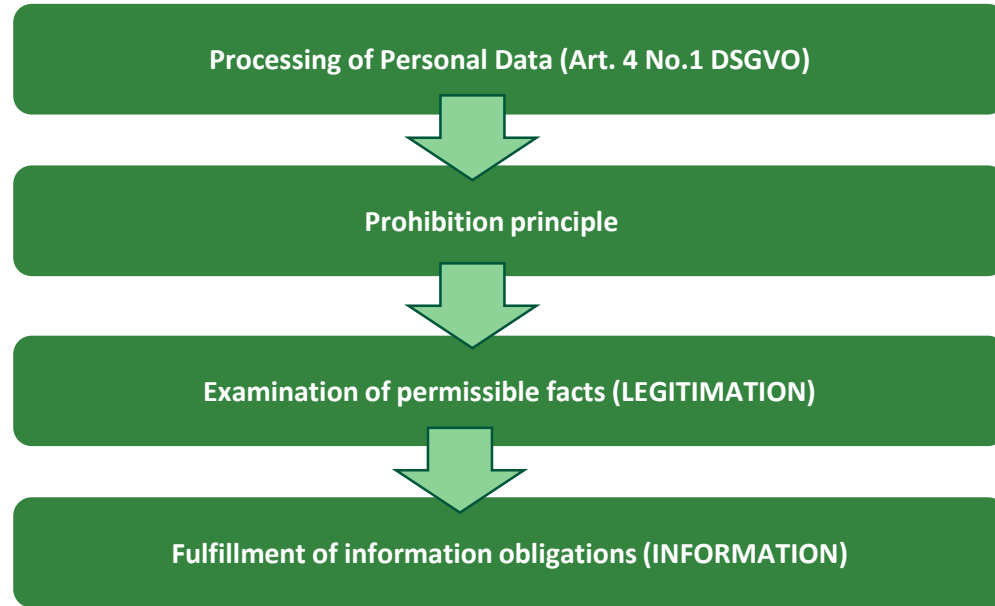 Processing of Personal Data (Art. 4 No.1 DSGVO)
Prohibition principle
Examination of permissible facts (LEGITIMATION)
Fulfillment of information obligations (INFORMATION)